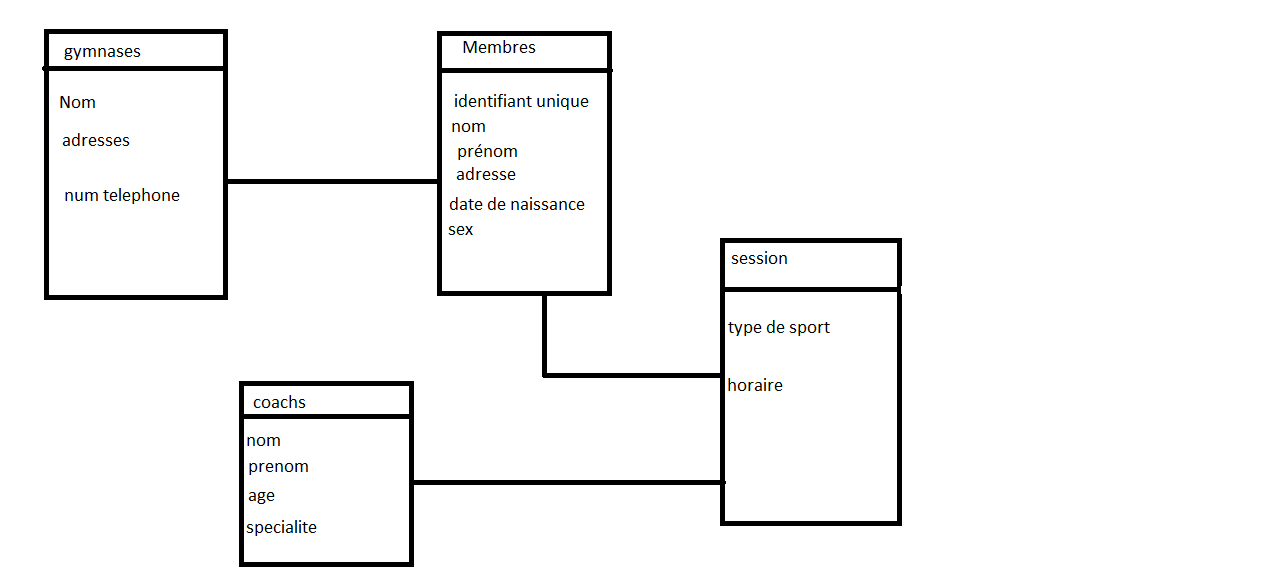 gymnases
Nom
adresses
num telephone
Membres
identifiant unique
nom
prénom
adresse
date de naissance
sex
session
type de sport
horaire
coachs
nom
prenom
age
specialite